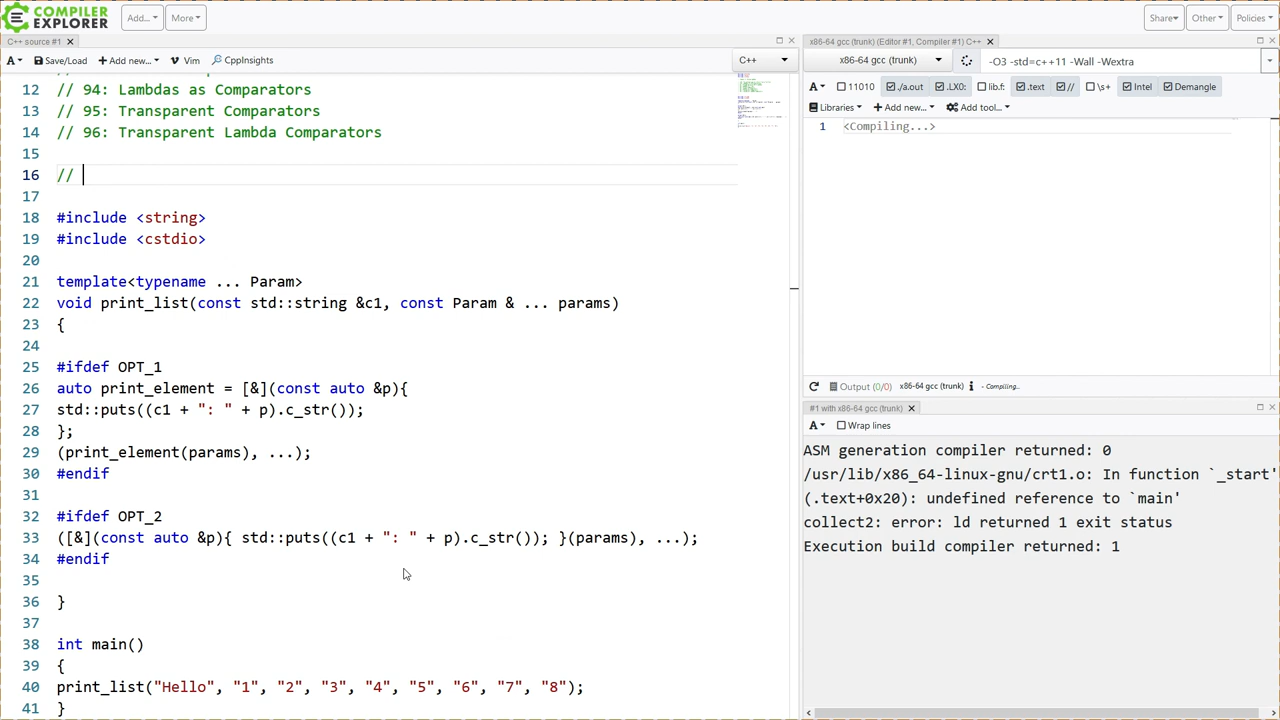 COMPILER
EXPLORER
Add...
More
Share
Other
Policies
C++ source #1
x86-64 gcc (trunk) (Editor #1, Compiler #1) C++
A
Save/Load
Add new...
Vim
CppInsights
C++
x86-64 gcc (trunk)
-O3 -std=c++11 -Wall -Wextra
A
11010
./a.out
.LX0:
lib.f:
.text
//
\s+
Intel
Demangle
Libraries
Add new...
Add tool...
1 <Compiling...>
12 // 94: Lambdas as Comparators
13 // 95: Transparent Comparators
14 // 96: Transparent Lambda Comparators
15
16 //
17
18 #include <string>
19 #include <cstdio>
20
21 template<typename ... Param>
22 void print_list(const std::string &c1, const Param & ... params)
23 {
24
25 #ifdef OPT_1
26 auto print_element = [&](const auto &p){
27 std::puts((c1 + ": " + p).c_str());
28 };
29 (print_element(params), ...);
30 #endif
31
32 #ifdef OPT_2
33 ([&](const auto &p){ std::puts((c1 + ": " + p).c_str()); }(params), ...);
34 #endif
35
36 }
37
38 int main()
39 {
40 print_list("Hello", "1", "2", "3", "4", "5", "6", "7", "8");
41 }
Output (0/0) x86-64 gcc (trunk) i - Compiling...
#1 with x86-64 gcc (trunk)
A
Wrap lines
ASM generation compiler returned: 0
/usr/lib/x86_64-linux-gnu/crt1.o: In function `_start'
(.text+0x20): undefined reference to `main'
collect2: error: ld returned 1 exit status
Execution build compiler returned: 1